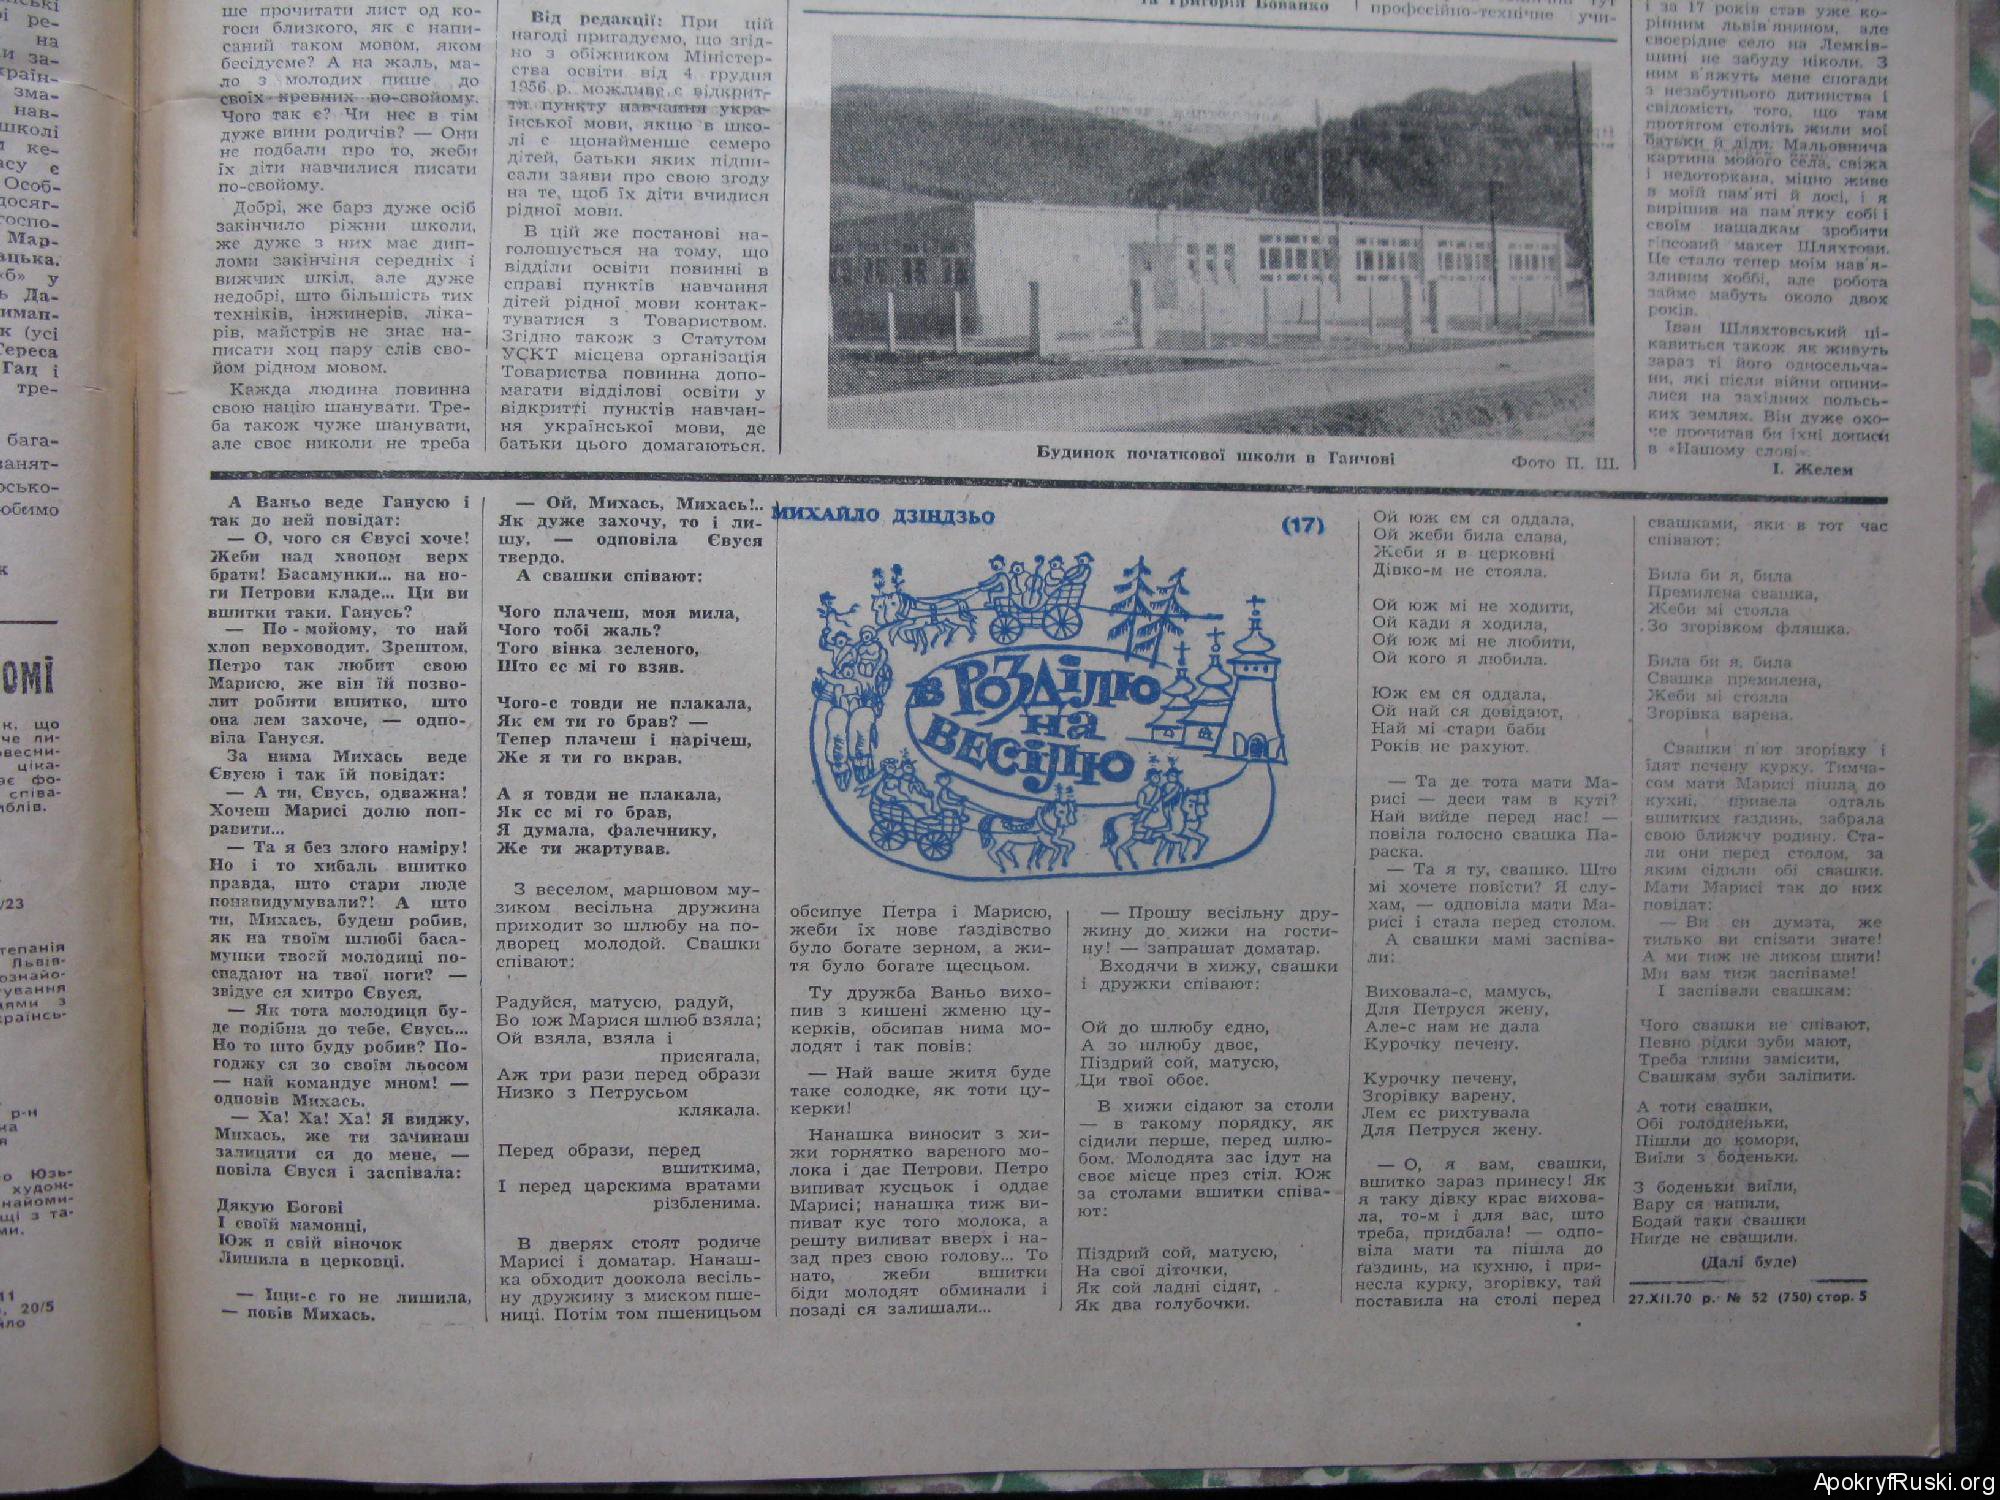 ше прочитати лист од ко-
госи близкого, як є напи-
саний таком мовом, яком
бесідуєме? А на жаль, ма-
ло з молодих пише до
своїх кревних по-свойому.
Чого так є? Чи неє в тім
дуже вини родичів? — Они
не подбали про то, жеби
їх діти навчилися писати
по-свойому.
Добрі, же барз дуже осіб
закінчило ріжни школи,
же дуже з них має дип-
ломи закінчіня середніх і
вижчих шкіл, але дуже
недобрі, што більшість тих
техніків, інжинерів, ліка-
рів, майстрів не знає на-
писати хоц пару слів сво-
йом рідном мовом.
Кажда людина повинна
свою націю шанувати. Тре-
ба також чуже шанувати,
але своє николи не треба
Від редакції: При цій
нагоді пригадуємо, що згід-
но з обіжником Міністер-
ства освіти від 4 грудня
1956 р. можливе є відкрит-
тя пункту навчання укра-
їнської мови, якщо в шко-
лі є щонайменше семеро
дітей, батьки яких підпи-
сали заяви про свою згоду
на те, щоб їх діти вчилися
рідної мови.
В цій же постанові на-
голошується на тому, що
відділи освіти повинні в
справі пунктів навчання
дітей рідної мови контак-
туватися з Товариством.
Згідно також з Статутом
УСКТ місцева організація
Товариства повинна допо-
магати відділові освіти у
відкритті пунктів навчан-
ня української мови, де
батьки цього домагаються.
та Григорія Бованко
професійно-технічне учи-
Будинок початкової школи в Ганчові
Фото П. Ш.
і за 17 років став уже ко-
рінним львів'янином, але
своєрідне село на Лемків-
щині не забуду ніколи. З
ним в'яжуть мене спогади
з незабутнього дитинства і
свідомість того, що там
протягом століть жили мої
батьки й діди. Мальовнича
картина мойого села, свіжа
і недоторкана, міцно живе
в моїй пам'яті й досі, і я
вирішив на пам'ятку собі і
своїм нащадкам зробити
гіпсовий макет Шляхтови.
Це стало тепер моїм нав'я-
зливим хоббі, але робота
займе мабуть около двох
років.
Іван Шляхтовський ці-
кавиться також як живуть
зараз ті його односельча-
ни, які після війни опини-
лися на західних польсь-
ких землях. Він дуже охо-
че прочитав би їхні дописи
в «Нашому слові».
І. Желем
А Ваньо веде Ганусю і
так до ней повідат:
— О, чого ся Євусі хоче!
Жеби над хвопом верх
брати! Басамунки... на но-
ги Петрови кладе... Ци ви
вшитки таки, Ганусь?
— По-мойому, то най
хлоп верховодит. Зрештом,
Петро так любит свою
Марисю, же він їй позво-
лит робити вшитко, што
она лем захоче, — одпо-
віла Гануся.
За нима Михась веде
Євусю і так їй повідат:
— А ти, Євусь, одважна!
Хочеш Марисі долю поп-
равити...
— Та я без злого наміру!
Но і то хибаль вшитко
правда, што стари люде
понавидумували?! А што
ти, Михась, будеш робив,
як на твоїм шлюбі баса-
мунки твоэй молодиці по-
спадают на твої ноги? —
звідує ся хитро Євуся,
— Як тота молодиця бу-
де подібна до тебе, Євусь...
Но то што буду робив? По-
годжу ся зо своїм льосом
— най командує мном! —
одповів Михась.
— Ха! Ха! Ха! Я виджу,
Михась, же ти зачинаш
залицяти ся до мене, —
повіла Євуся і заспівала:
Дякую Богові
І своїй мамонці,
Юж я свій віночок
Лишила в церковці.
— Іщи-с го не лишила,
— повів Михась.
— Ой, Михась, Михась!..
Як дуже захочу, то і ли-
шу, — одповіла Євуся
твердо.
А свашки співают:
Чого плачеш, моя мила,
Чого тобі жаль?
Того вінка зеленого,
Што єс мі го взяв.
Чого-с товди не плакала,
Як єм ти го брав? —
Тепер плачеш і нарічеш,
Же я ти го вкрав.
А я товди не плакала,
Як єс мі го брав,
Я думала, фалечнику,
Же ти жартував.
З веселом, маршовом му-
зиком весільна дружина
приходит зо шлюбу на по-
дворец молодой. Свашки
співают:
Радуйся, матусю, радуй,
Бо юж Марися шлюб взяла;
Ой взяла, взяла і
присягала,
Аж три рази перед образи
Низко з Петрусьом
клякала.
Перед образи, перед
вшиткима,
І перед царскима вратами
різбленима.
В дверях стоят родиче
Марисі і доматар. Нанаш-
ка обходит доокола весіль-
ну дружину з миском пше-
ниці. Потім том пшеницьом
МИХАЙЛО ДЗІНДЗЬО
(17)
В РОЗДІЛЮ
НА
ВЕСІЛЮ
обсипує Петра і Марисю,
жеби їх нове ґаздівство
було богате зерном, а жи-
тя було богате щесцьом.
Ту дружба Ваньо вихо-
пив з кишені жменю цу-
керків, обсипав нима мо-
лодят і так повів:
— Най ваше житя буде
таке солодке, як тоти цу-
керки!
Нанашка виносит з хи-
жи горнятко вареного мо-
лока і дає Петрови. Петро
випиват кусцьок і оддає
Марисі; нанашка тиж ви-
пиват кус того молока, а
решту виливат вверх і на-
зад през свою голову... То
нато, жеби вшитки
біди молодят обминали і
позаді ся залишали...
— Прошу весільну дру-
жину до хижи на гости-
ну! — запрашат доматар.
Входячи в хижу, свашки
і дружки співают:
Ой до шлюбу єдно,
А зо шлюбу двоє,
Піздрий сой, матусю,
Ци твої обоє.
В хижи сідают за столи
— в такому порядку, як
сідили перше, перед шлю-
бом. Молодята зас ідут на
своє місце през стіл. Юж
за столами вшитки співа-
ют:
Піздрий сой, матусю,
На свої діточки,
Як сой ладні сідят,
Як два голубочки.
Ой юж єм ся оддала,
Ой жеби била слава,
Жеби я в церковні
Дівко-м не стояла.
Ой юж мі не ходити,
Ой кади я ходила,
Ой юж мі не любити,
Ой кого я любила.
Юж єм ся оддала,
Ой най ся довідают,
Най мі стари баби
Років не рахуют.
— Та де тота мати Ма-
рисі — деси там в куті?
Най вийде перед нас! —
повіла голосно свашка Па-
раска.
— Та я ту, свашко. Што
мі хочете повісти? Я слу-
хам, — одповіла мати Ма-
рисі і стала перед столом.
А свашки мамі заспіва-
ли:
Виховала-с, мамусь,
Для Петруся жену,
Але-с нам не дала
Курочку печену.
Курочку печену,
Згорівку варену,
Лем єс рихтувала
Для Петруся жену.
— О, я вам, свашки,
вшитко зараз принесу! Як
я таку дівку крас вихова-
ла, то-м і для вас, што
треба, придбала! — одпо-
віла мати та пішла до
ґаздинь, на кухню, і при-
несла курку, згорівку, тай
поставила на столі перед
свашками, яки в тот час
співают:
Била би я, била
Премилена свашка,
Жеби мі стояла
Зо згорівком фляшка.
Била би я, била
Свашка премилена,
Жеби мі стояла
Згорівка варена.
Свашки п'ют згорівку і
їдят печену курку. Тимча-
сом мати Марисі пішла до
кухні, привела одталь
вшитких ґаздинь, забрала
свою ближчу родину. Ста-
ли они перед столом, за
яким сідили обі свашки.
Мати Марисі так до них
повідат:
— Ви си думата, же
тилько ви співати знате!
А ми тиж не ликом шити!
Ми вам тиж заспіваме!
І заспівали свашкам:
Чого свашки не співают,
Певно рідки зуби мают,
Треба глини замісити,
Свашкам зуби заліпити.
А тоти свашки,
Обі голодненьки,
Пішли до комори,
Виїли з боденьки.
З боденьки виїли,
Вару ся напили,
Бодай таки свашки
Ниґде не сващили.
(Далі буде)
27.XII.70 р. № 52 (750) стор. 5
ApokryfRuski.org